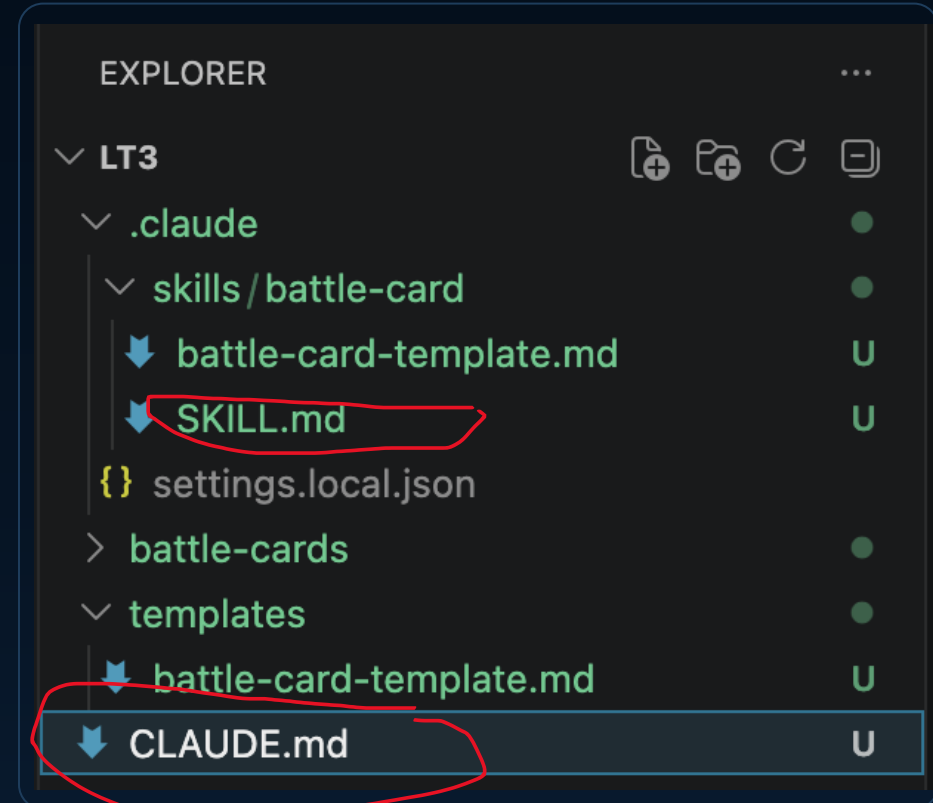 EXPLORER ...
LT3
.claude
skills/battle-card
battle-card-template.md U
SKILL.md U
{} settings.local.json
battle-cards
templates
battle-card-template.md U
CLAUDE.md U